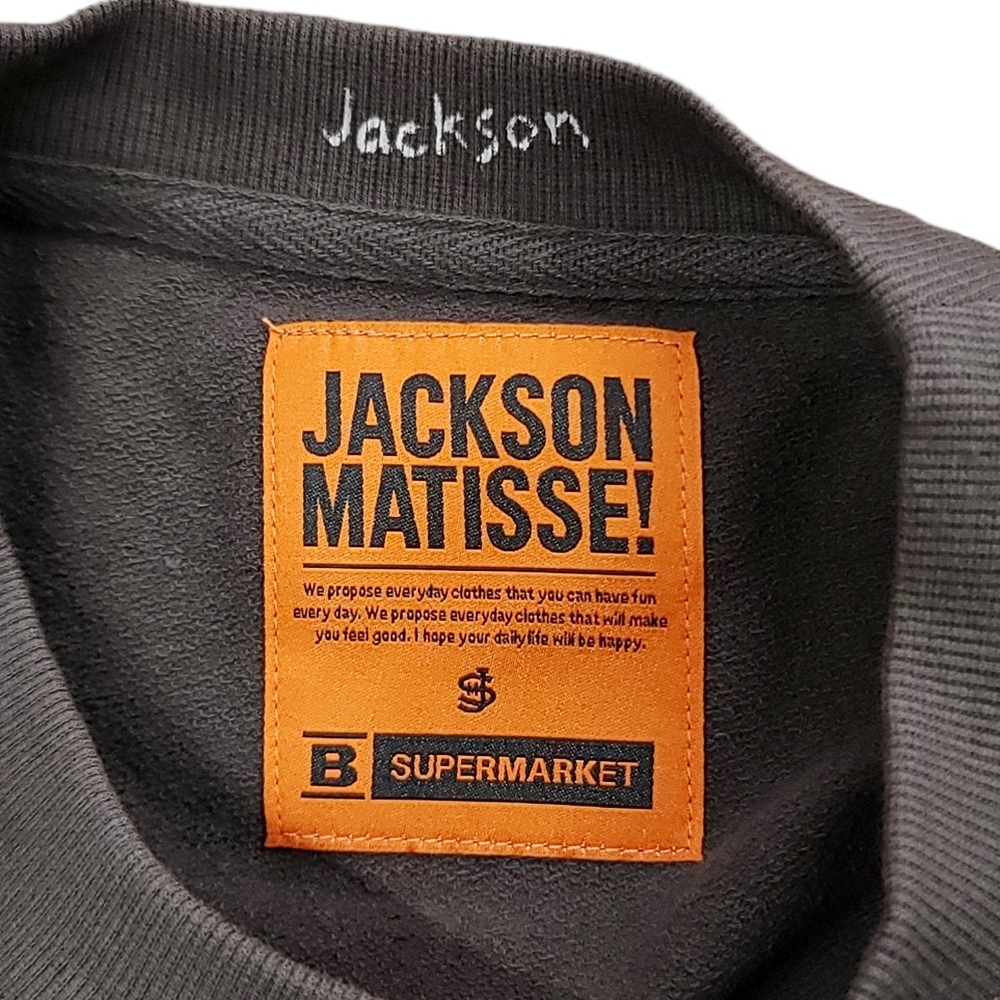 Jackson
JACKSON
MATISSE!
We propose everyday clothes that you can have fun
every day. We propose everyday clothes that will make
you feel good. I hope your daily life will be happy.
B SUPERMARKET